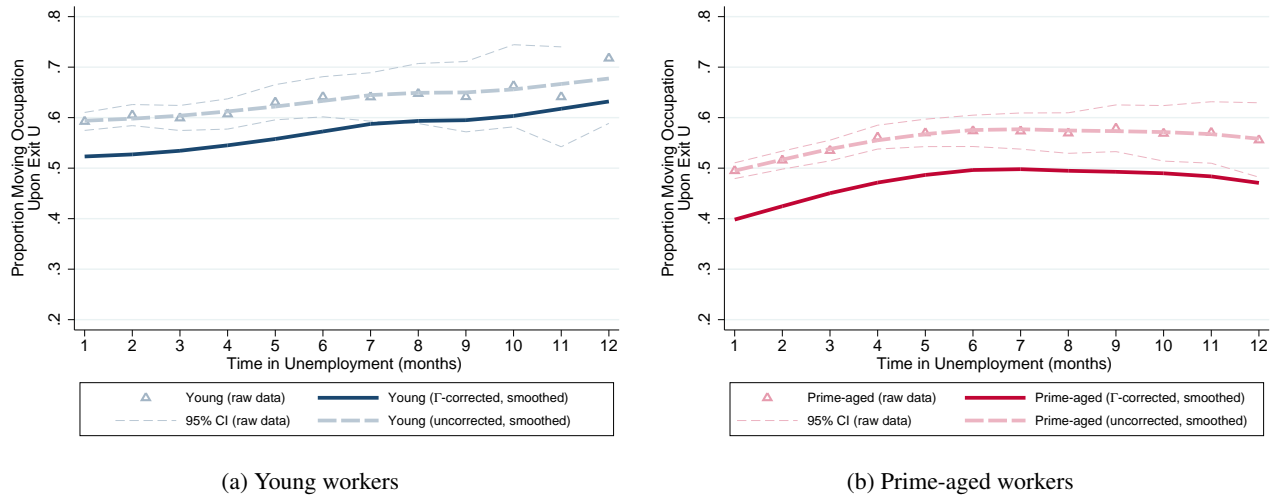 .8
.7
.6
.5
.4
.3
.2
Proportion Moving Occupation
Upon Exit U
1 2 3 4 5 6 7 8 9 10 11 12
Time in Unemployment (months)
Young (raw data) Young (Γ-corrected, smoothed)
95% CI (raw data) Young (uncorrected, smoothed)
(a) Young workers
.8
.7
.6
.5
.4
.3
.2
Proportion Moving Occupation
Upon Exit U
1 2 3 4 5 6 7 8 9 10 11 12
Time in Unemployment (months)
Prime-aged (raw data) Prime-aged (Γ-corrected, smoothed)
95% CI (raw data) Prime-aged (uncorrected, smoothed)
(b) Prime-aged workers